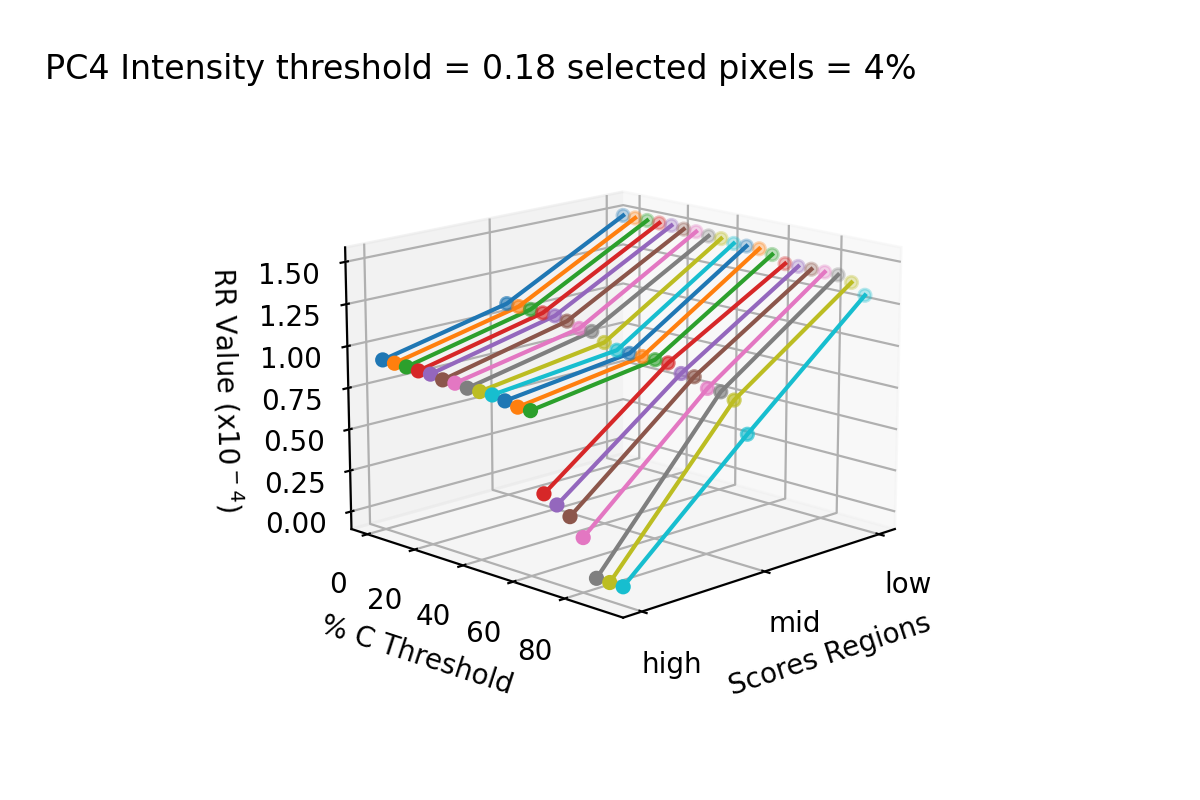 PC4 Intensity threshold = 0.18 selected pixels = 4%
RR Value (x10⁻⁴)
1.50
1.25
1.00
0.75
0.50
0.25
0.00
0
20
40
60
80
% C Threshold
high
mid
low
Scores Regions